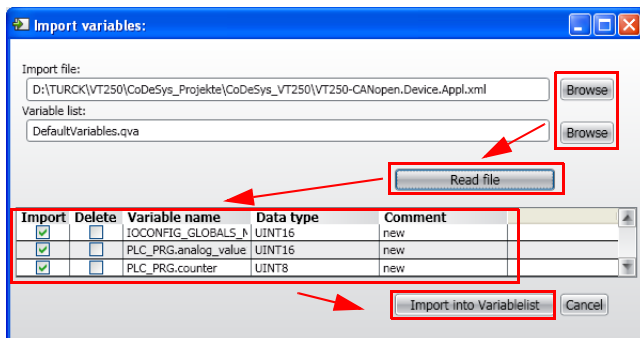 Import variables:
Import file:
D:\TURCK\VT250\CoDeSys_Projekte\CoDeSys_VT250\VT250-CANopen.Device.Appl.xml
Browse
Variable list:
DefaultVariables.qva
Browse
Read file
Import Delete Variable name Data type Comment
IOCONFIG_GLOBALS_N UINT16 new
PLC_PRG.analog_value UINT16 new
PLC_PRG.counter UINT8 new
Import into Variablelist Cancel